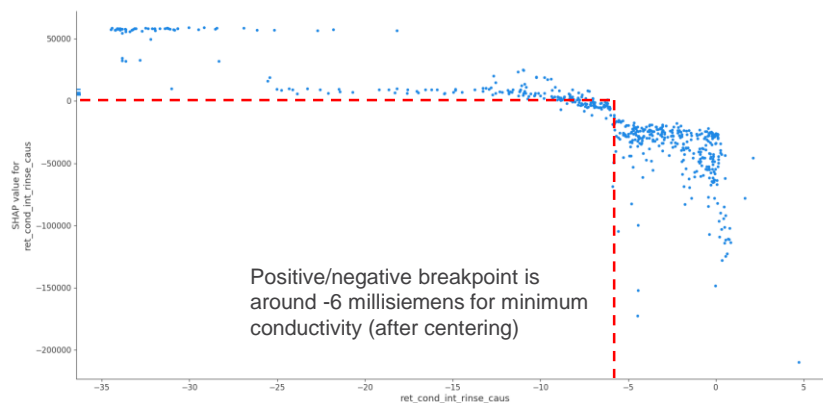 50000
0
−50000
−100000
−150000
−200000
SHAP value for
ret_cond_int_rinse_caus
Positive/negative breakpoint is
around -6 millisiemens for minimum
conductivity (after centering)
−35
−30
−25
−20
−15
−10
−5
0
5
ret_cond_int_rinse_caus